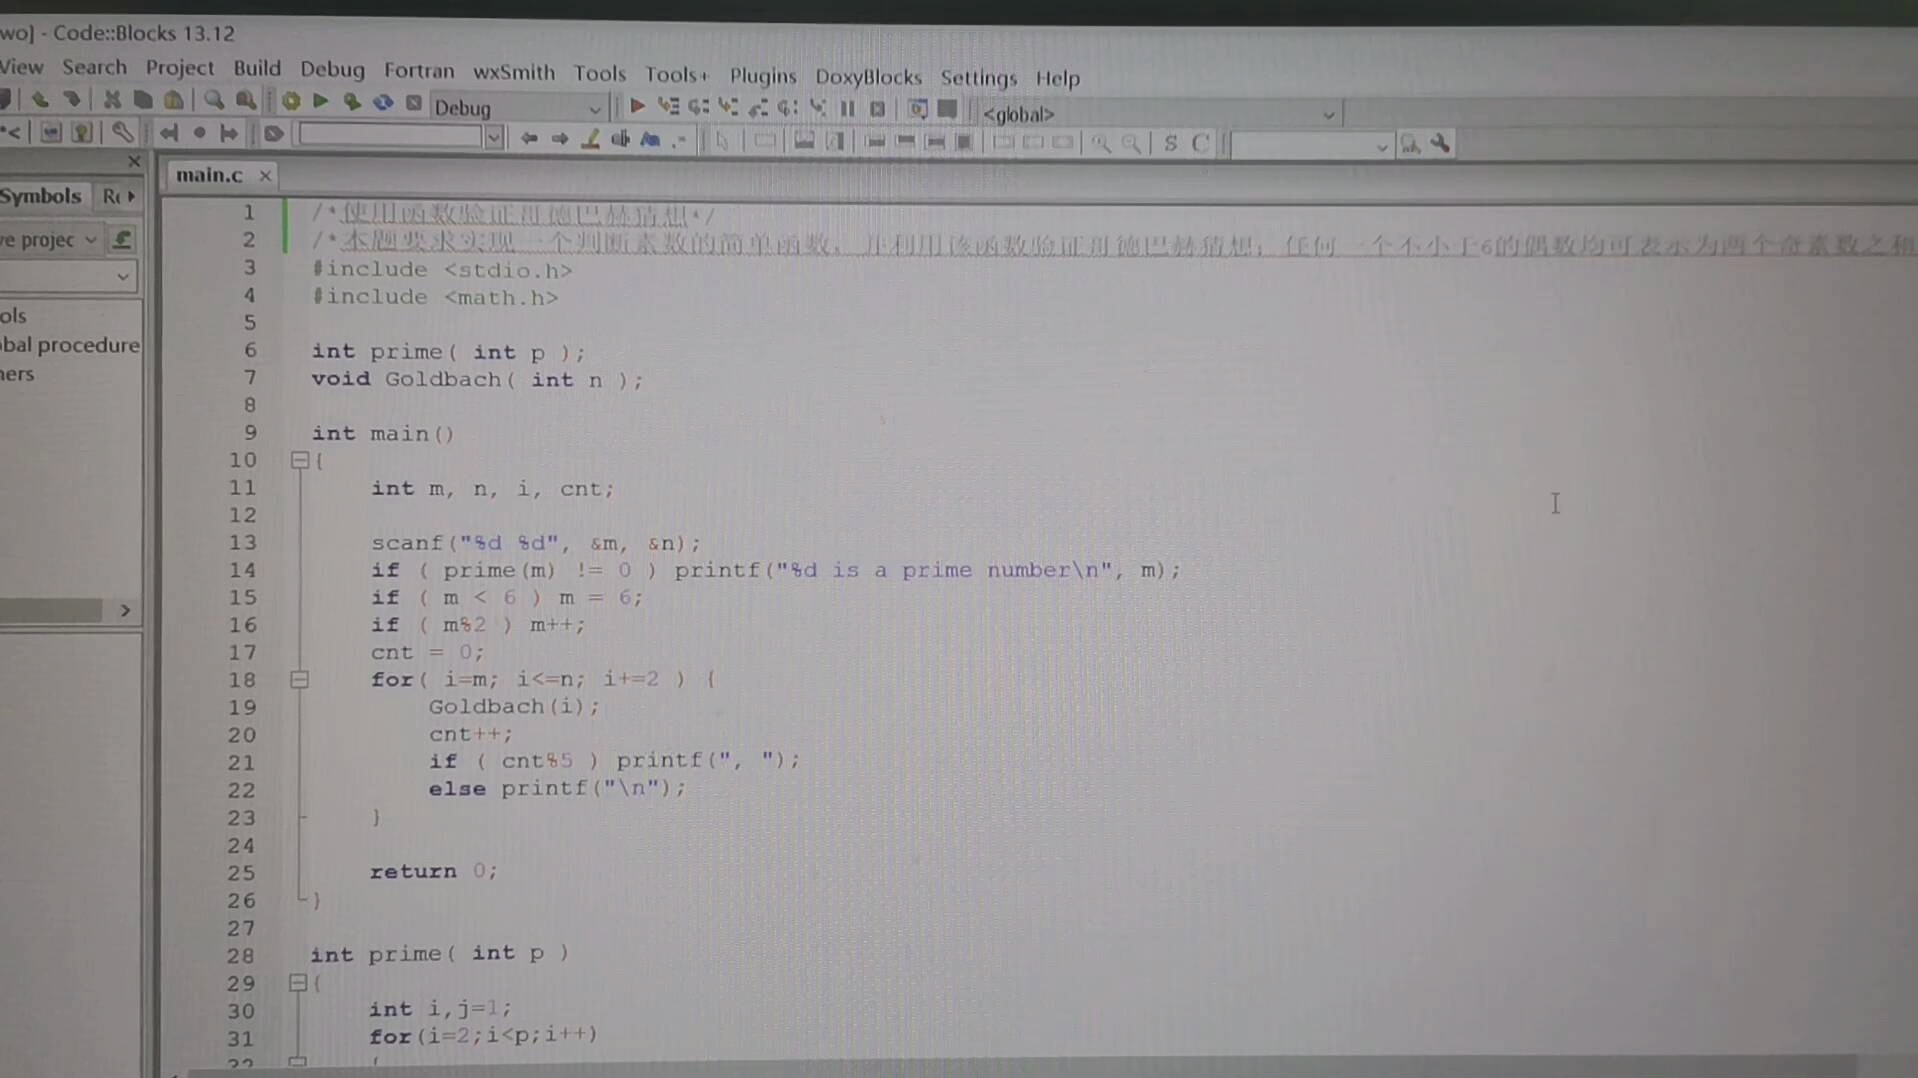 wo] - Code::Blocks 13.12
View Search Project Build Debug Fortran wxSmith Tools Tools+ Plugins DoxyBlocks Settings Help
Debug
<global>
S C
main.c
Symbols
ve projec
ols
bal procedure
ners
1 /*使用函数验证哥德巴赫猜想*/
2 /*本题要求实现一个判断素数的简单函数，并利用该函数验证哥德巴赫猜想：任何一个不小于6的偶数均可表示为两个奇素数之和
3 #include <stdio.h>
4 #include <math.h>
5
6 int prime( int p );
7 void Goldbach( int n );
8
9 int main()
10 {
11 int m, n, i, cnt;
12
13 scanf("%d %d", &m, &n);
14 if ( prime(m) != 0 ) printf("%d is a prime number\n", m);
15 if ( m < 6 ) m = 6;
16 if ( m%2 ) m++;
17 cnt = 0;
18 for( i=m; i<=n; i+=2 ) {
19 Goldbach(i);
20 cnt++;
21 if ( cnt%5 ) printf(", ");
22 else printf("\n");
23 }
24
25 return 0;
26 }
27
28 int prime( int p )
29 {
30 int i,j=1;
31 for(i=2;i<p;i++)